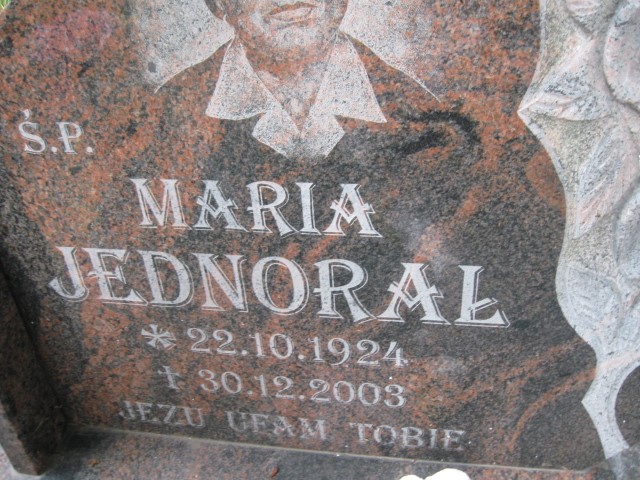 Ś.P.
MARIA
JEDNORAŁ
* 22.10.1924
† 30.12.2003
JEZU UFAM TOBIE